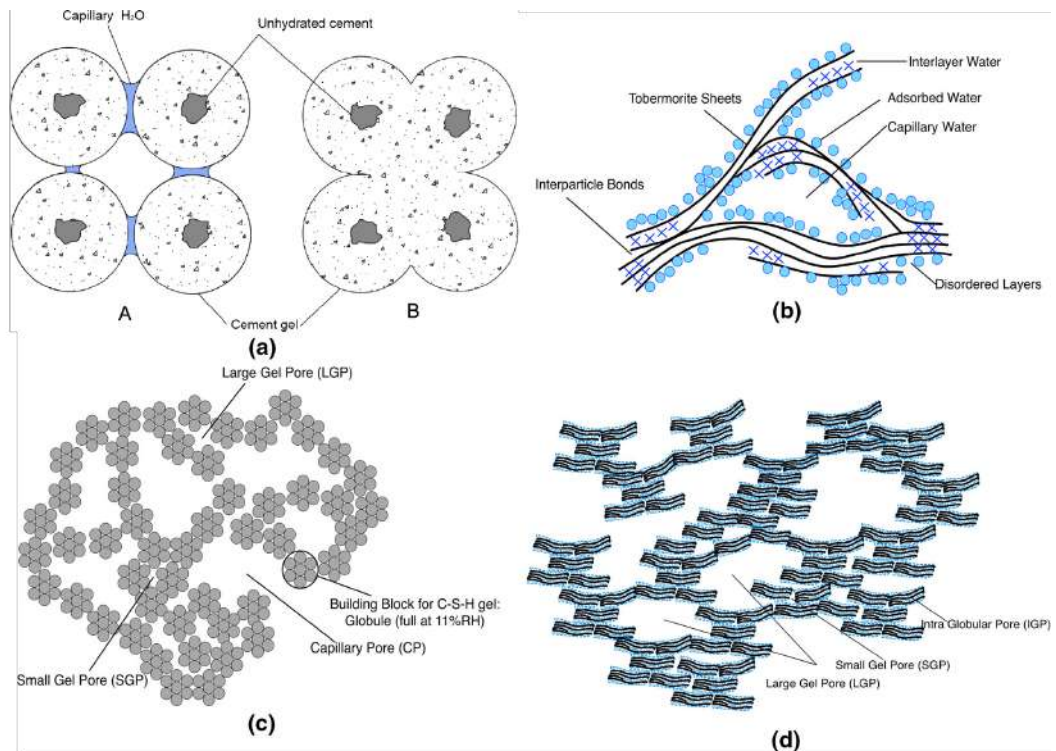 (a)
Capillary H₂O
Unhydrated cement
A
B
Cement gel
(a)
Interlayer Water
Tobermorite Sheets
Adsorbed Water
Capillary Water
Interparticle Bonds
Disordered Layers
(b)
Large Gel Pore (LGP)
Building Block for C-S-H gel:
Globule (full at 11%RH)
Capillary Pore (CP)
Small Gel Pore (SGP)
(c)
Intra Globular Pore (IGP)
Small Gel Pore (SGP)
Large Gel Pore (LGP)
(d)